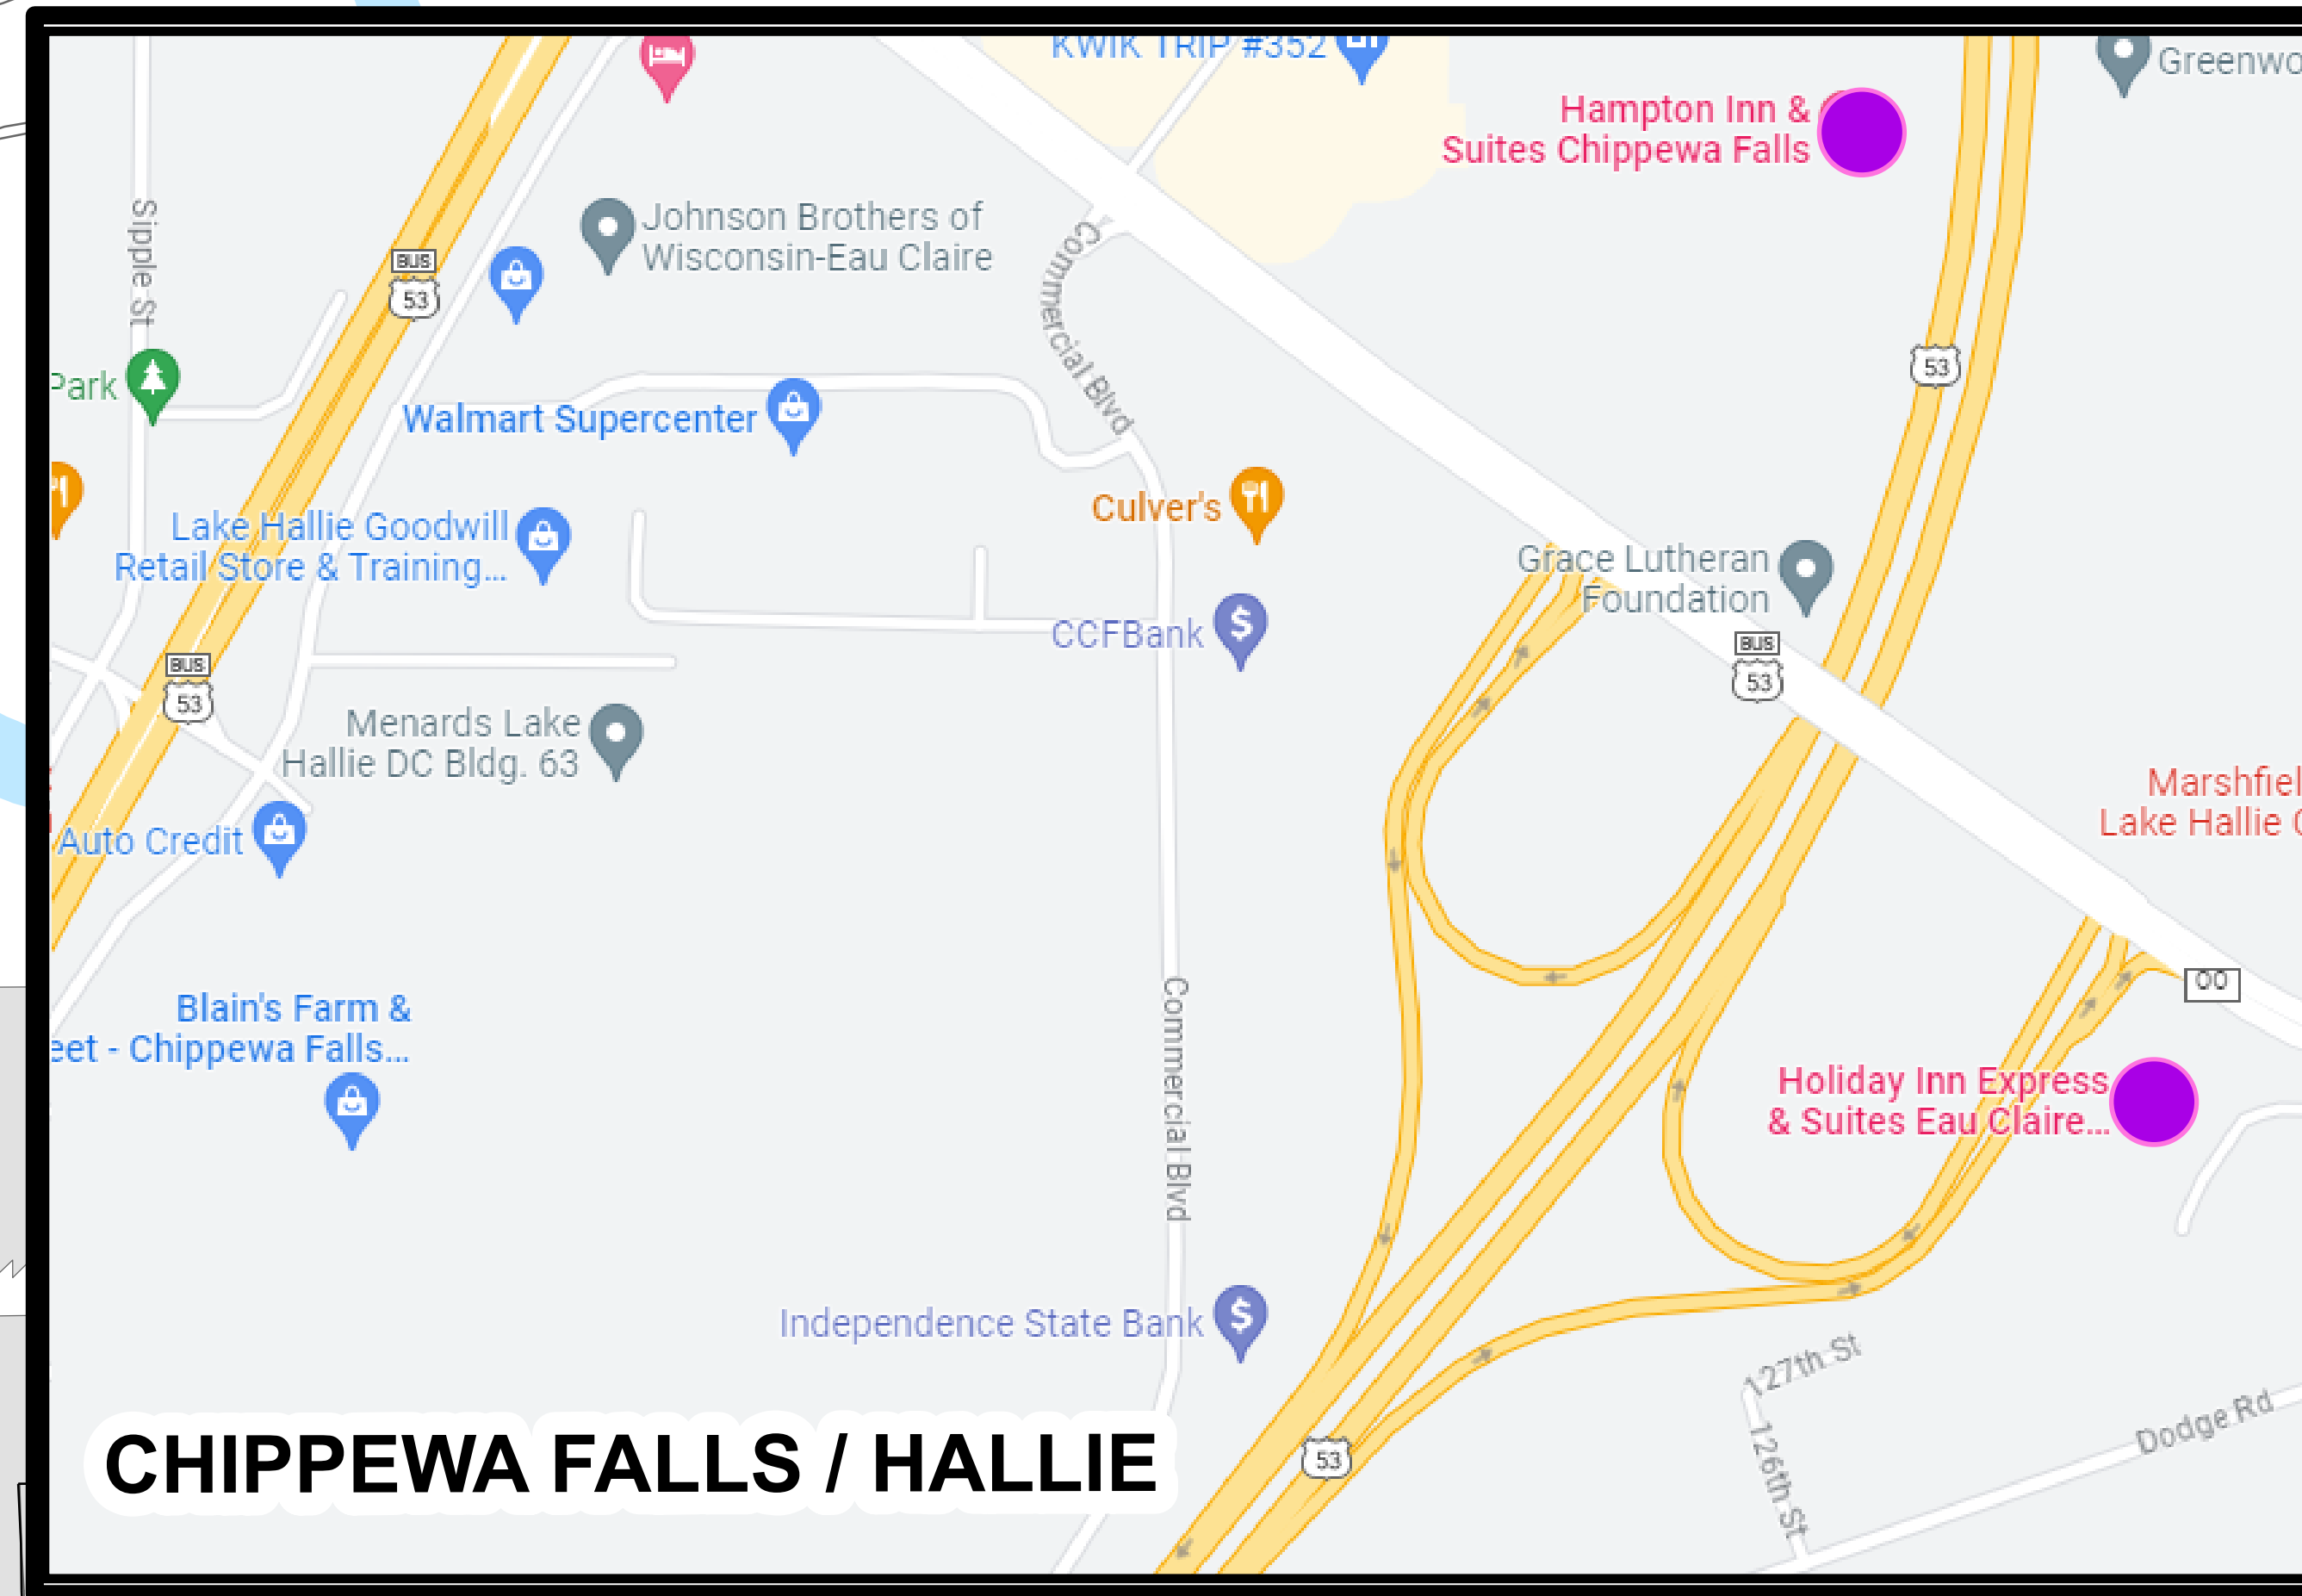 KWIK TRIP #352
Greenwo
Hampton Inn &
Suites Chippewa Falls
Sipple St
Johnson Brothers of
Wisconsin-Eau Claire
BUS
53
Commercial Blvd
53
Park
Walmart Supercenter
Culver's
Lake Hallie Goodwill
Retail Store & Training...
Grace Lutheran
Foundation
CCFBank
BUS
53
BUS
53
Menards Lake
Hallie DC Bldg. 63
Marshfiel
Lake Hallie C
Auto Credit
OO
Blain's Farm &
eet - Chippewa Falls...
Commercial Blvd
Holiday Inn Express
& Suites Eau Claire...
Independence State Bank
127th St
126th St
Dodge Rd
53
CHIPPEWA FALLS / HALLIE